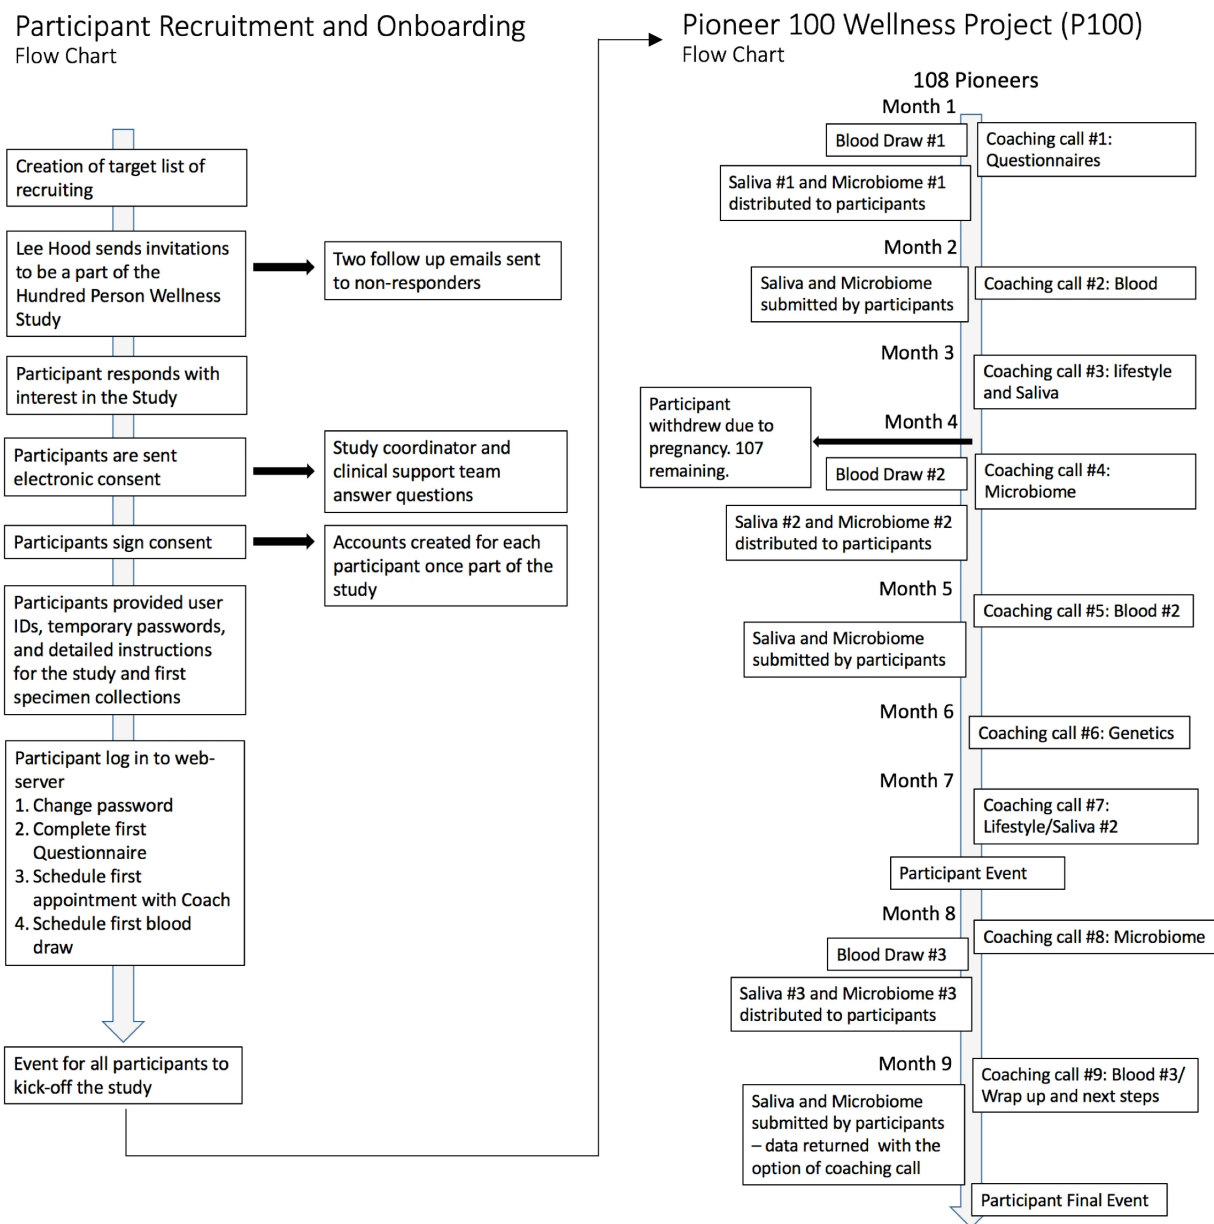 Participant Recruitment and Onboarding
Flow Chart
Creation of target list of
recruiting
Lee Hood sends invitations
to be a part of the
Hundred Person Wellness
Study
Two follow up emails sent
to non-responders
Participant responds with
interest in the Study
Participants are sent
electronic consent
Study coordinator and
clinical support team
answer questions
Participants sign consent
Accounts created for each
participant once part of the
study
Participants provided user
IDs, temporary passwords,
and detailed instructions
for the study and first
specimen collections
Participant log in to web-
server
1. Change password
2. Complete first
Questionnaire
3. Schedule first
appointment with Coach
4. Schedule first blood
draw
Event for all participants to
kick-off the study
Pioneer 100 Wellness Project (P100)
Flow Chart
108 Pioneers
Month 1
Blood Draw #1
Coaching call #1:
Questionnaires
Saliva #1 and Microbiome #1
distributed to participants
Month 2
Saliva and Microbiome
submitted by participants
Coaching call #2: Blood
Month 3
Coaching call #3: lifestyle
and Saliva
Participant
withdrew due to
pregnancy. 107
remaining.
Month 4
Blood Draw #2
Coaching call #4:
Microbiome
Saliva #2 and Microbiome #2
distributed to participants
Month 5
Coaching call #5: Blood #2
Saliva and Microbiome
submitted by participants
Month 6
Coaching call #6: Genetics
Month 7
Coaching call #7:
Lifestyle/Saliva #2
Participant Event
Month 8
Coaching call #8: Microbiome
Blood Draw #3
Saliva #3 and Microbiome #3
distributed to participants
Month 9
Coaching call #9: Blood #3/
Wrap up and next steps
Saliva and Microbiome
submitted by participants
– data returned with the
option of coaching call
Participant Final Event